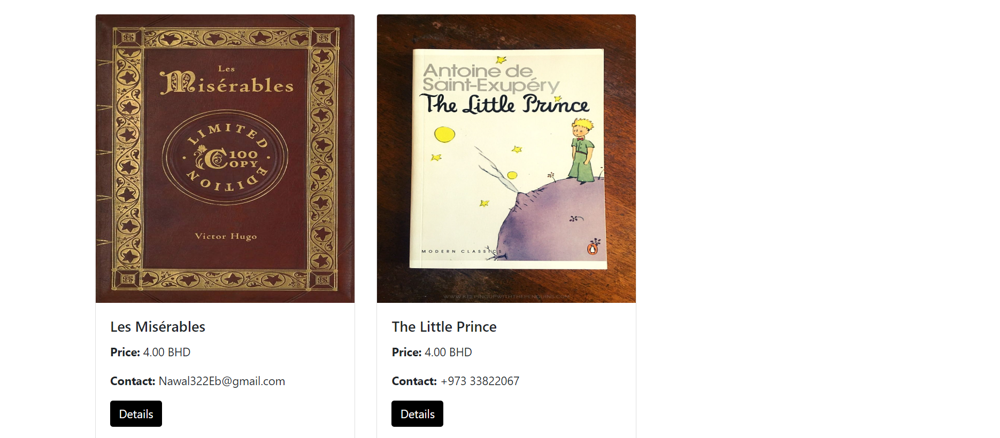 Les
Misérables
LIMITED
100
COPY
EDITION
Victor Hugo
Les Misérables
Price: 4.00 BHD
Contact: Nawal322Eb@gmail.com
Details
Antoine de
Saint-Exupéry
The Little Prince
MODERN CLASSICS
WWW.KEEPINGUPWITHTHEPENGUINS.COM
The Little Prince
Price: 4.00 BHD
Contact: +973 33822067
Details